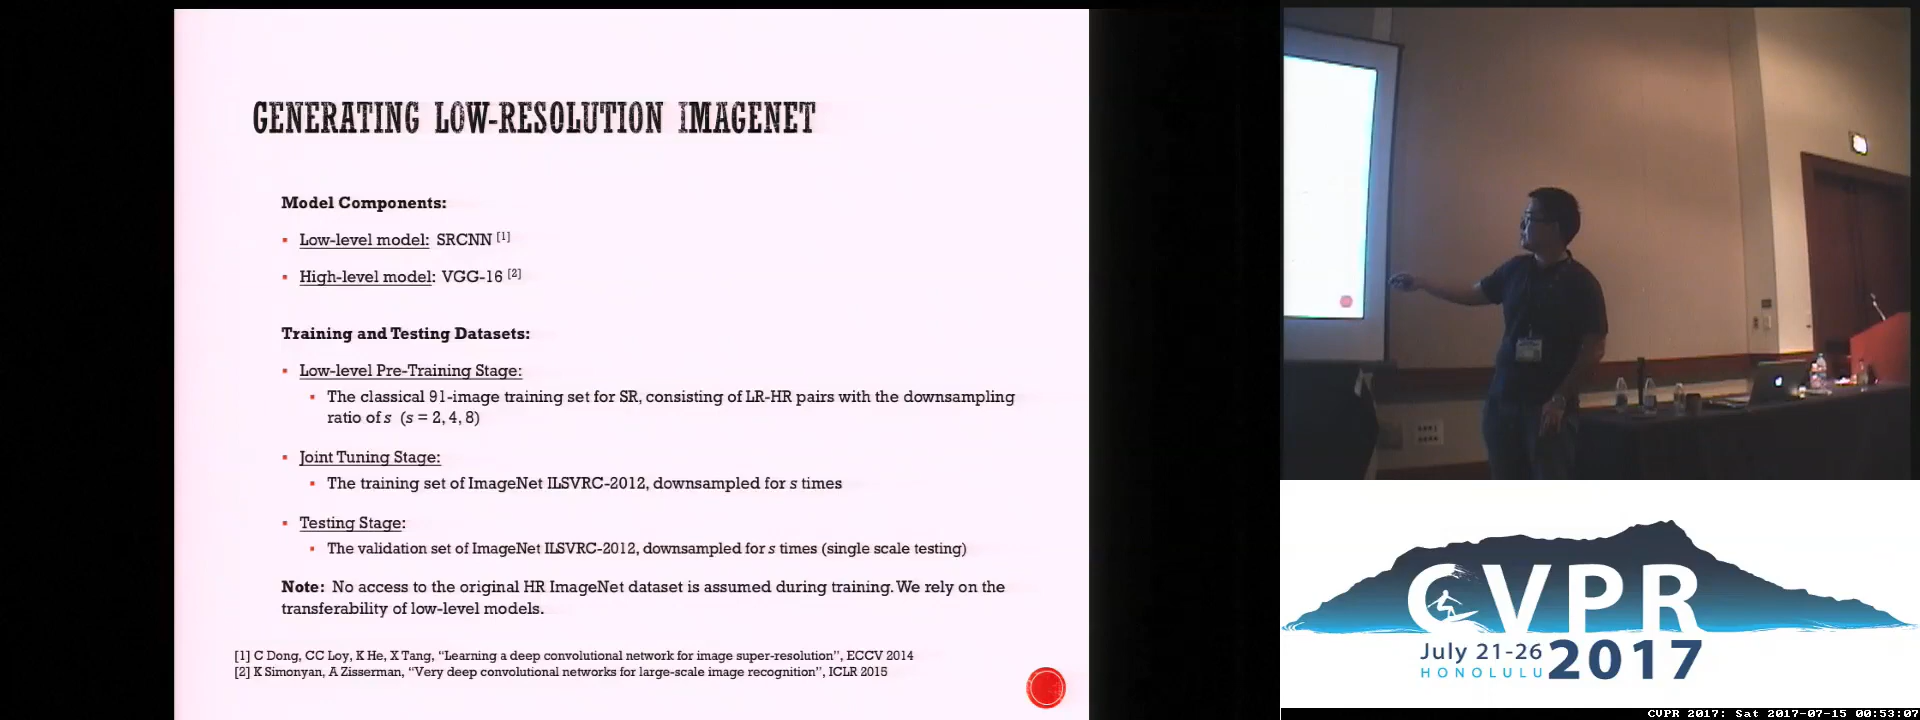 GENERATING LOW-RESOLUTION IMAGENET
Model Components:
▪ Low-level model: SRCNN [1]
▪ High-level model: VGG-16 [2]
Training and Testing Datasets:
▪ Low-level Pre-Training Stage:
▪ The classical 91-image training set for SR, consisting of LR-HR pairs with the downsampling
ratio of s (s = 2, 4, 8)
▪ Joint Tuning Stage:
▪ The training set of ImageNet ILSVRC-2012, downsampled for s times
▪ Testing Stage:
▪ The validation set of ImageNet ILSVRC-2012, downsampled for s times (single scale testing)
Note: No access to the original HR ImageNet dataset is assumed during training. We rely on the
transferability of low-level models.
[1] C Dong, CC Loy, K He, X Tang, “Learning a deep convolutional network for image super-resolution”, ECCV 2014
[2] K Simonyan, A Zisserman, “Very deep convolutional networks for large-scale image recognition”, ICLR 2015
CVPR
July 21-26
HONOLULU
2017
CVPR 2017: Sat 2017-07-15 00:53:07